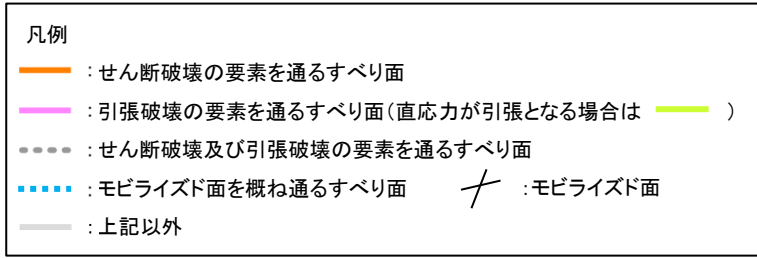 凡例
：せん断破壊の要素を通るすべり面
：引張破壊の要素を通るすべり面（直応力が引張となる場合は ）
：せん断破壊及び引張破壊の要素を通るすべり面
：モビライズド面を概ね通るすべり面 ：モビライズド面
：上記以外